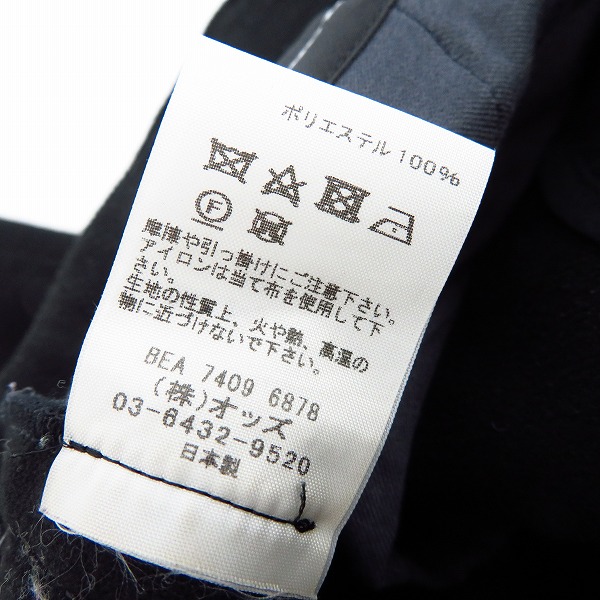 ポリエステル100%
摩擦や引っ掛けにご注意下さい。
アイロンは当て布を使用して下
さい。
生地の性質上、火や熱、高温の
物に近づけないで下さい。
BEA 7409 6878
(株)オッズ
03-6432-9520
日本製